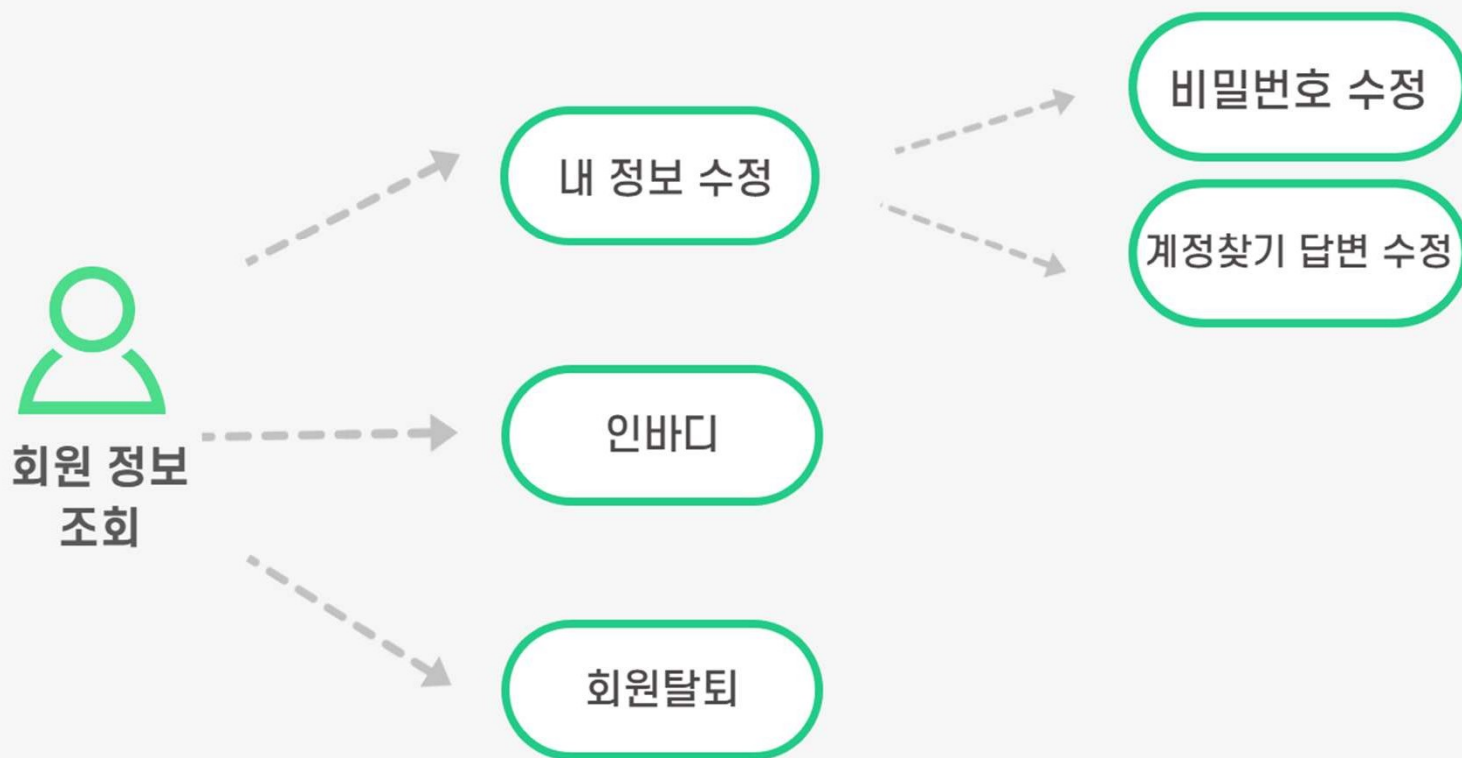 비밀번호 수정
내 정보 수정
계정찾기 답변 수정
회원 정보
조회
인바디
회원탈퇴